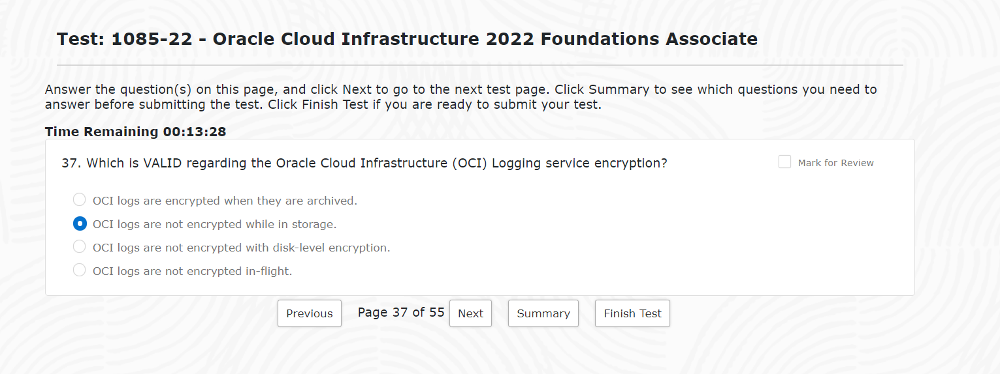 Test: 1085-22 - Oracle Cloud Infrastructure 2022 Foundations Associate
Answer the question(s) on this page, and click Next to go to the next test page. Click Summary to see which questions you need to
answer before submitting the test. Click Finish Test if you are ready to submit your test.
Time Remaining 00:13:28
37. Which is VALID regarding the Oracle Cloud Infrastructure (OCI) Logging service encryption?
Mark for Review
OCI logs are encrypted when they are archived.
OCI logs are not encrypted while in storage.
OCI logs are not encrypted with disk-level encryption.
OCI logs are not encrypted in-flight.
Previous Page 37 of 55 Next Summary Finish Test